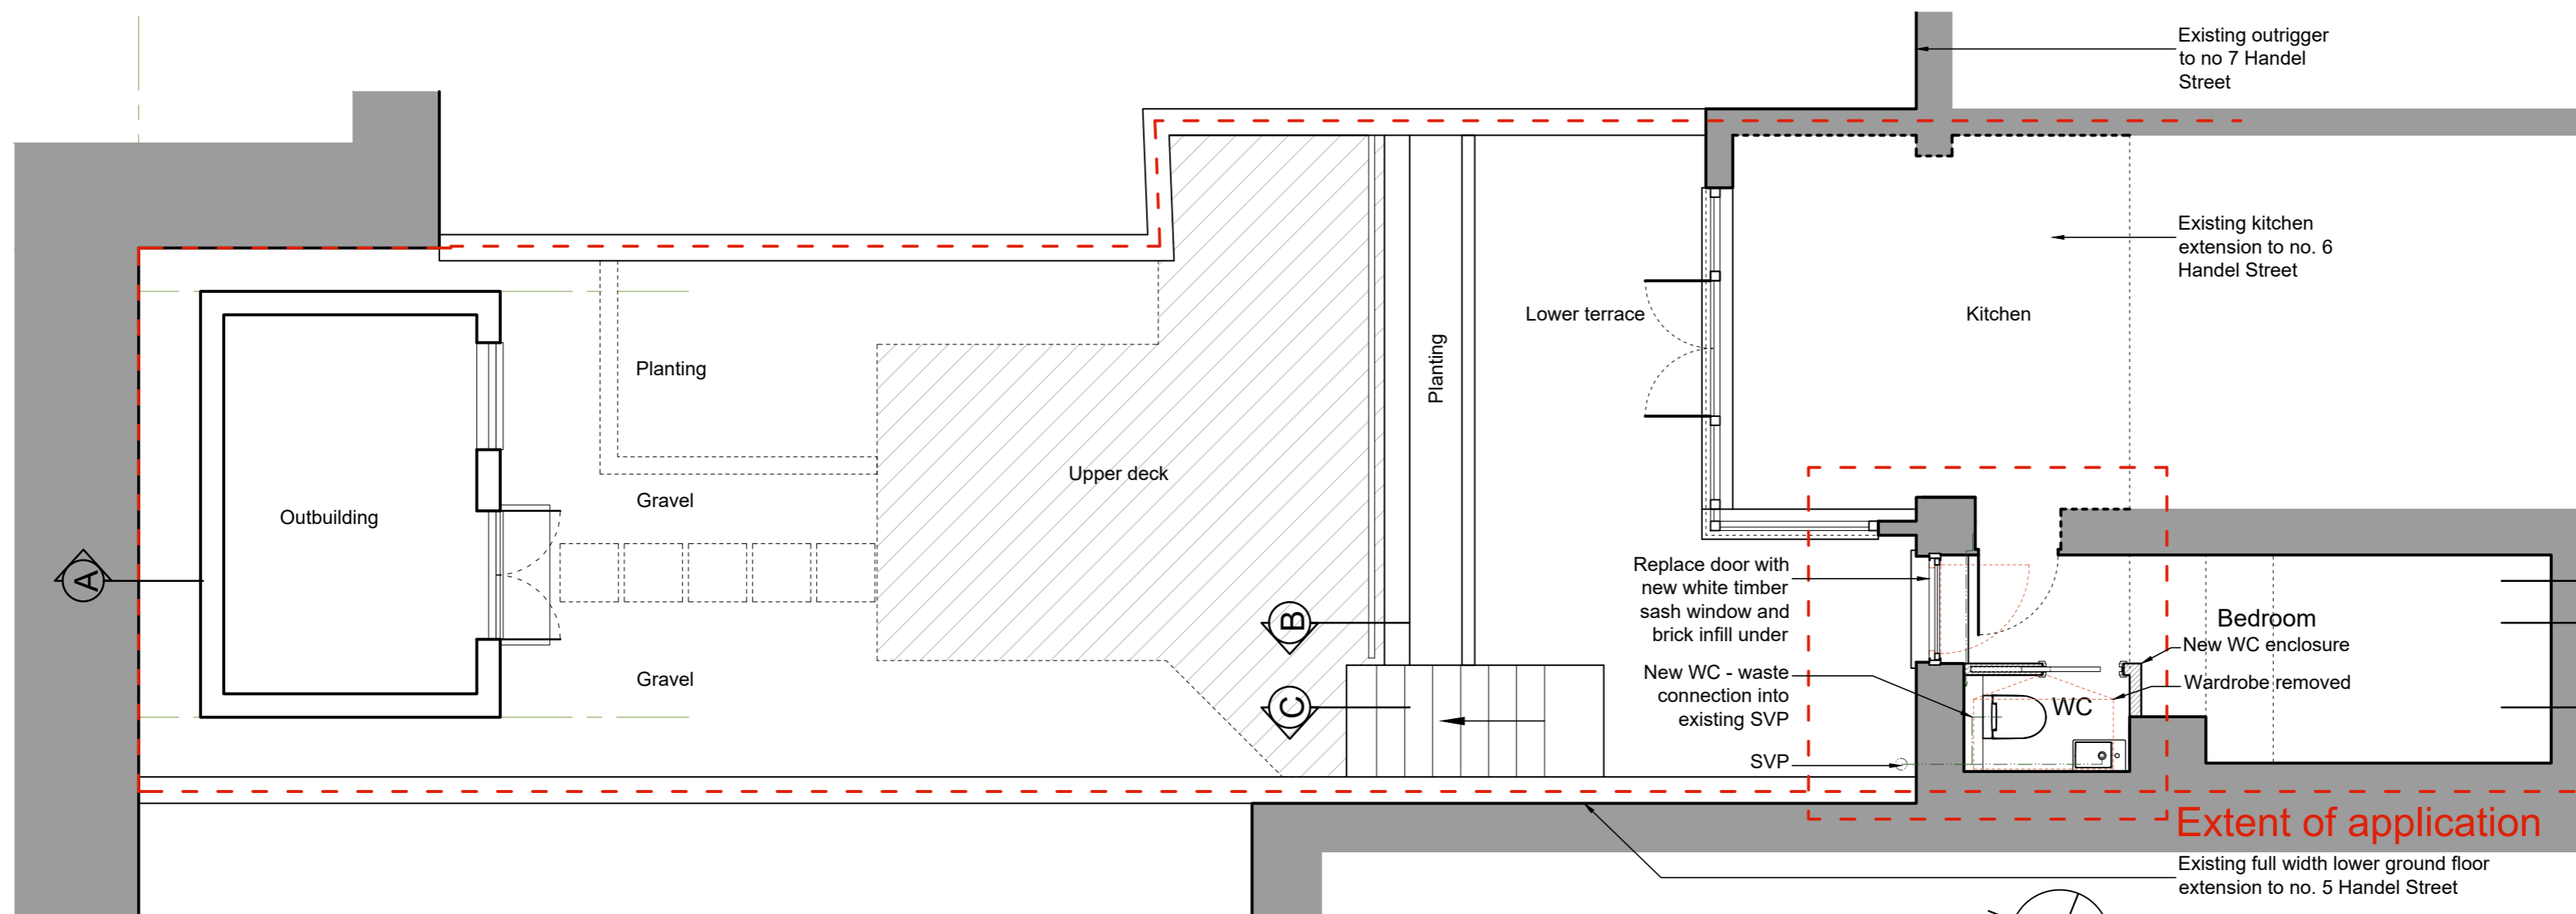 Existing outrigger
to no 7 Handel
Street
Existing kitchen
extension to no. 6
Handel Street
Lower terrace
Kitchen
Planting
Planting
Upper deck
Gravel
Outbuilding
A
Gravel
B
C
Replace door with
new white timber
sash window and
brick infill under
New WC - waste
connection into
existing SVP
SVP
Bedroom
New WC enclosure
Wardrobe removed
WC
Extent of application
Existing full width lower ground floor
extension to no. 5 Handel Street